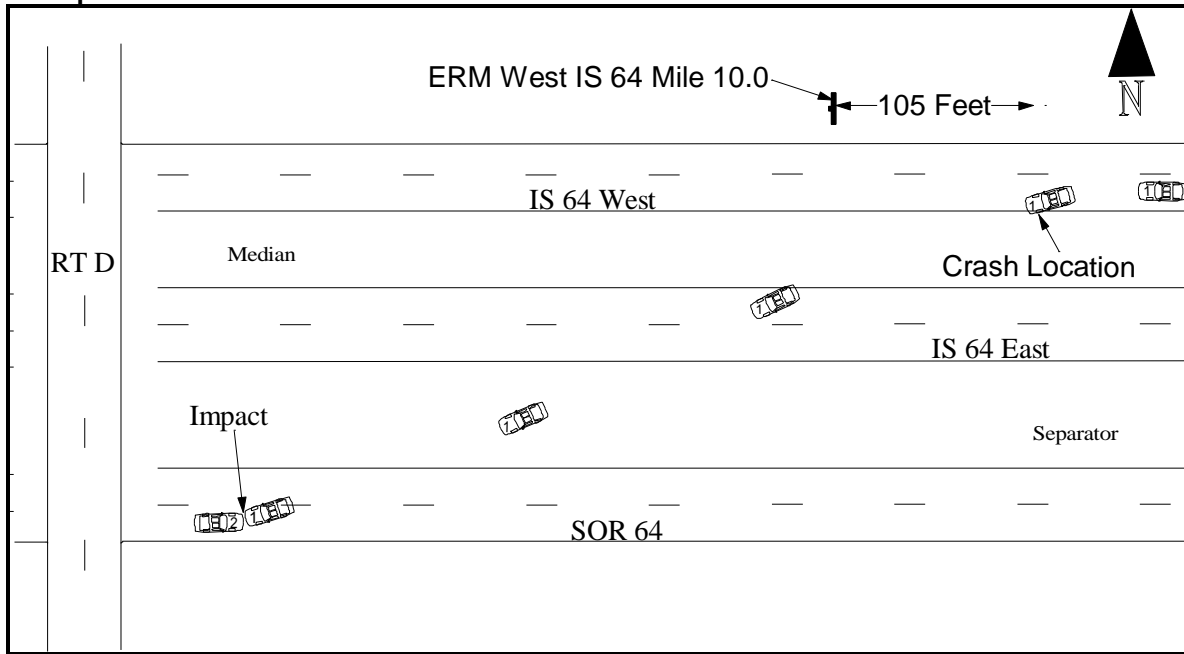 ERM West IS 64 Mile 10.0
105 Feet
N
IS 64 West
1
1
RT D
Median
Crash Location
1
IS 64 East
Impact
1
Separator
2
1
SOR 64